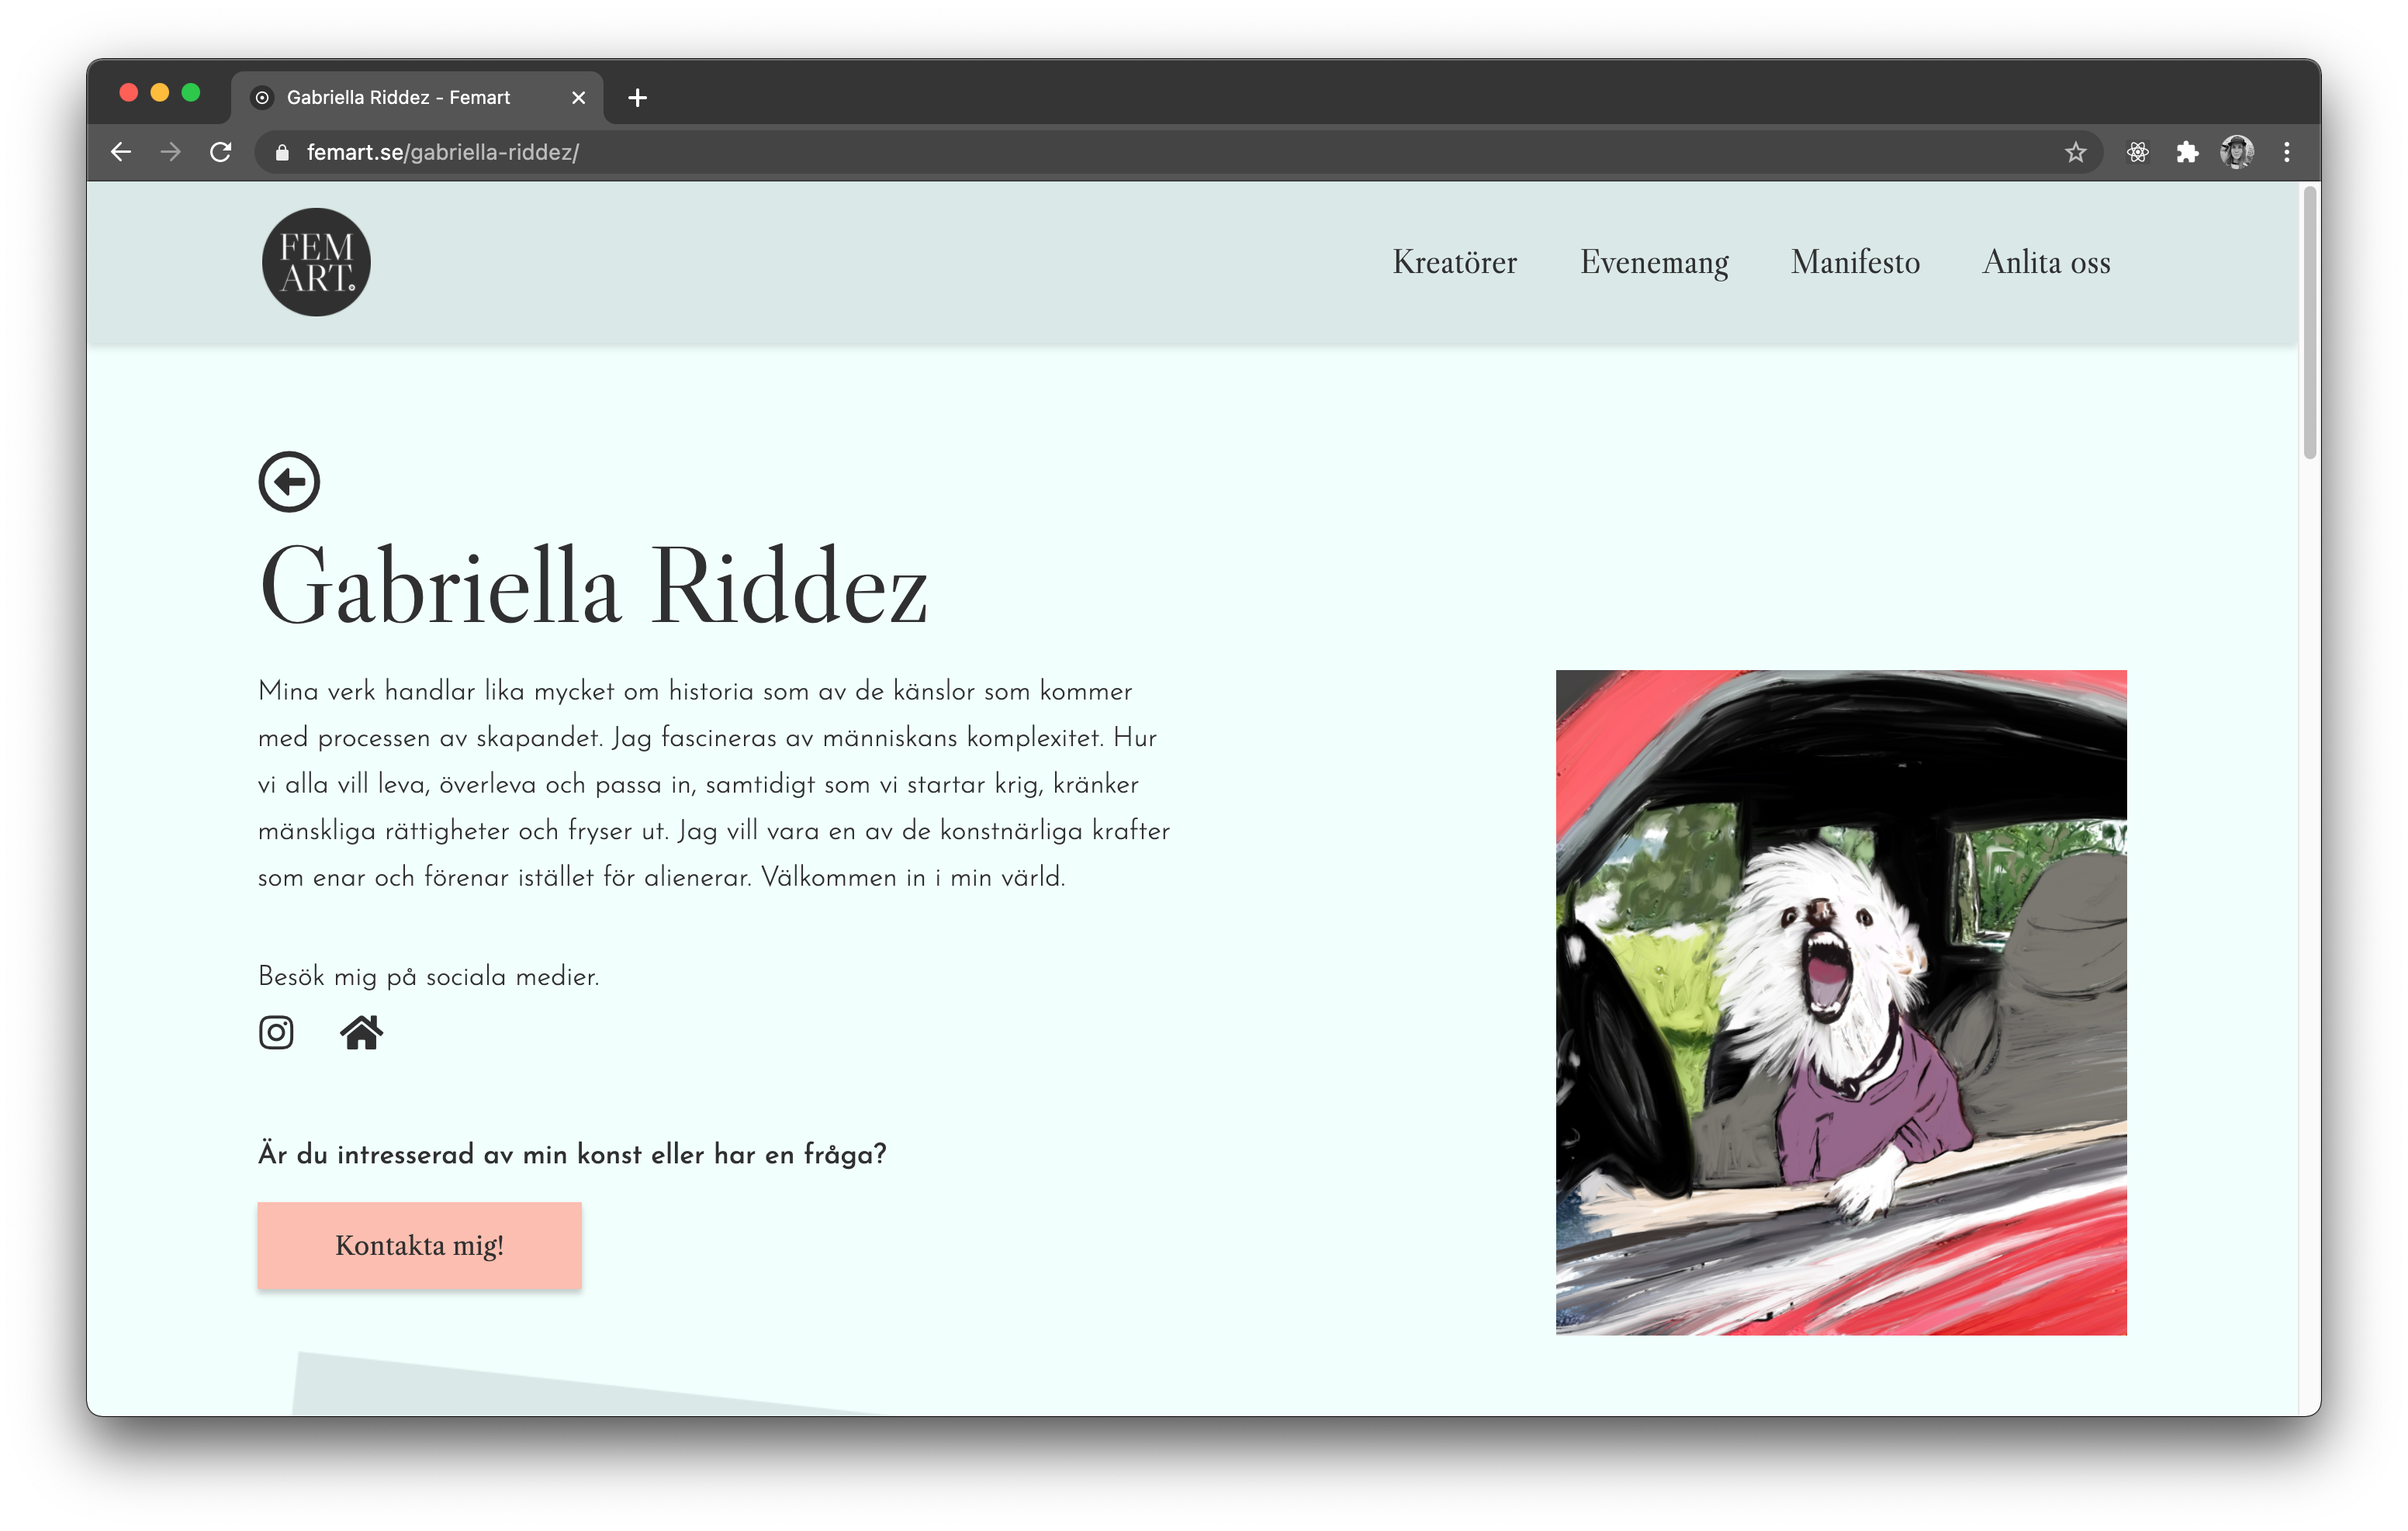 Gabriella Riddez - Femart
femart.se/gabriella-riddez/
FEM
ART.
Kreatörer Evenemang Manifesto Anlita oss
Gabriella Riddez
Mina verk handlar lika mycket om historia som av de känslor som kommer
med processen av skapandet. Jag fascineras av människans komplexitet. Hur
vi alla vill leva, överleva och passa in, samtidigt som vi startar krig, kränker
mänskliga rättigheter och fryser ut. Jag vill vara en av de konstnärliga krafter
som enar och förenar istället för alienerar. Välkommen in i min värld.
Besök mig på sociala medier.
Är du intresserad av min konst eller har en fråga?
Kontakta mig!